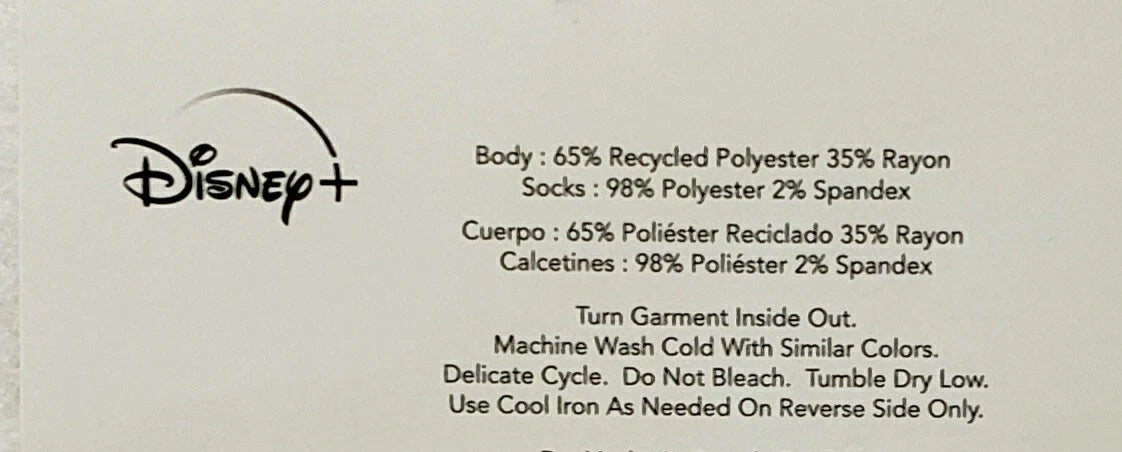 Disney+
Body : 65% Recycled Polyester 35% Rayon
Socks : 98% Polyester 2% Spandex
Cuerpo : 65% Poliéster Reciclado 35% Rayon
Calcetines : 98% Poliéster 2% Spandex
Turn Garment Inside Out.
Machine Wash Cold With Similar Colors.
Delicate Cycle. Do Not Bleach. Tumble Dry Low.
Use Cool Iron As Needed On Reverse Side Only.